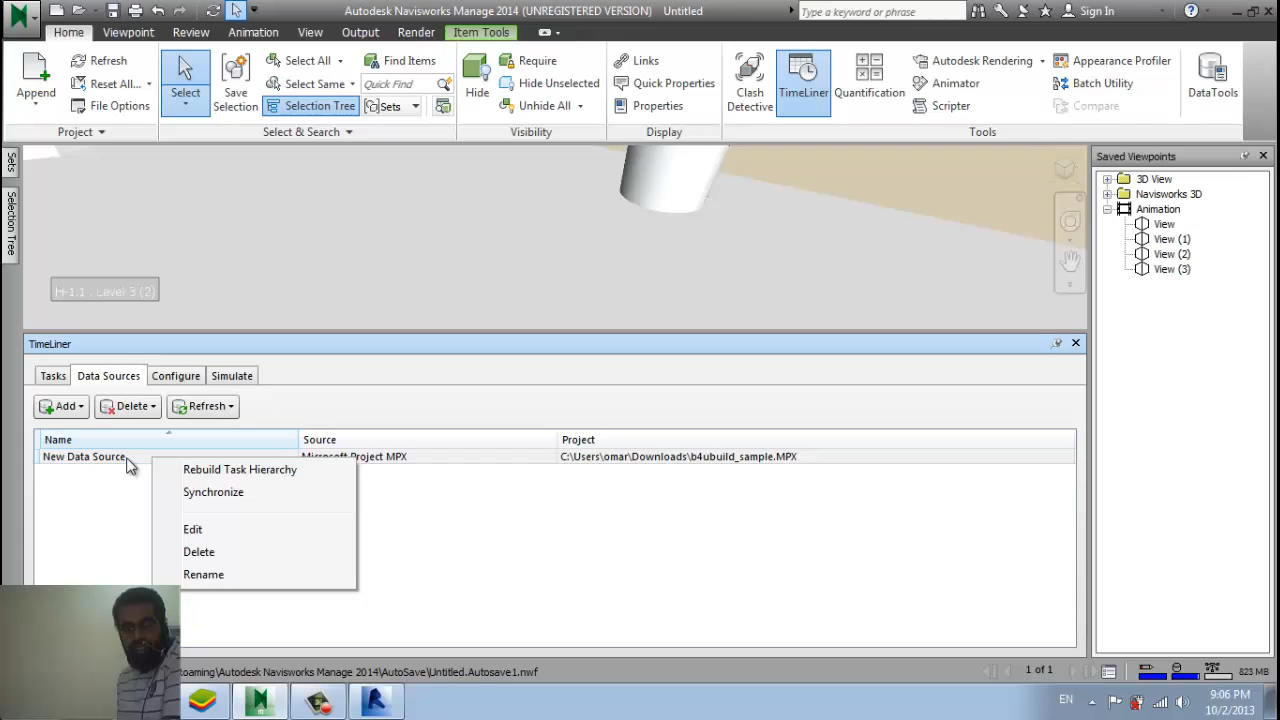 Autodesk Navisworks Manage 2014 (UNREGISTERED VERSION) Untitled
Type a keyword or phrase
Sign In
Home Viewpoint Review Animation View Output Render Item Tools
Append
Refresh
Reset All...
File Options
Project
Select
Save Selection
Select All
Select Same
Selection Tree
Find Items
Quick Find
Sets
Select & Search
Hide
Require
Hide Unselected
Unhide All
Visibility
Links
Quick Properties
Properties
Display
Clash Detective
TimeLiner
Quantification
Autodesk Rendering
Animator
Scripter
Appearance Profiler
Batch Utility
Compare
DataTools
Tools
Sets
Selection Tree
H-1.1 : Level 3 (2)
Saved Viewpoints
3D View
Navisworks 3D
Animation
View
View (1)
View (2)
View (3)
TimeLiner
Tasks Data Sources Configure Simulate
Add Delete Refresh
Name Source Project
New Data Source Microsoft Project MPX C:\Users\omar\Downloads\b4ubuild_sample.MPX
Rebuild Task Hierarchy
Synchronize
Edit
Delete
Rename
oaming\Autodesk Navisworks Manage 2014\AutoSave\Untitled.Autosave1.nwf
1 of 1
823 MB
EN
9:06 PM
10/2/2013